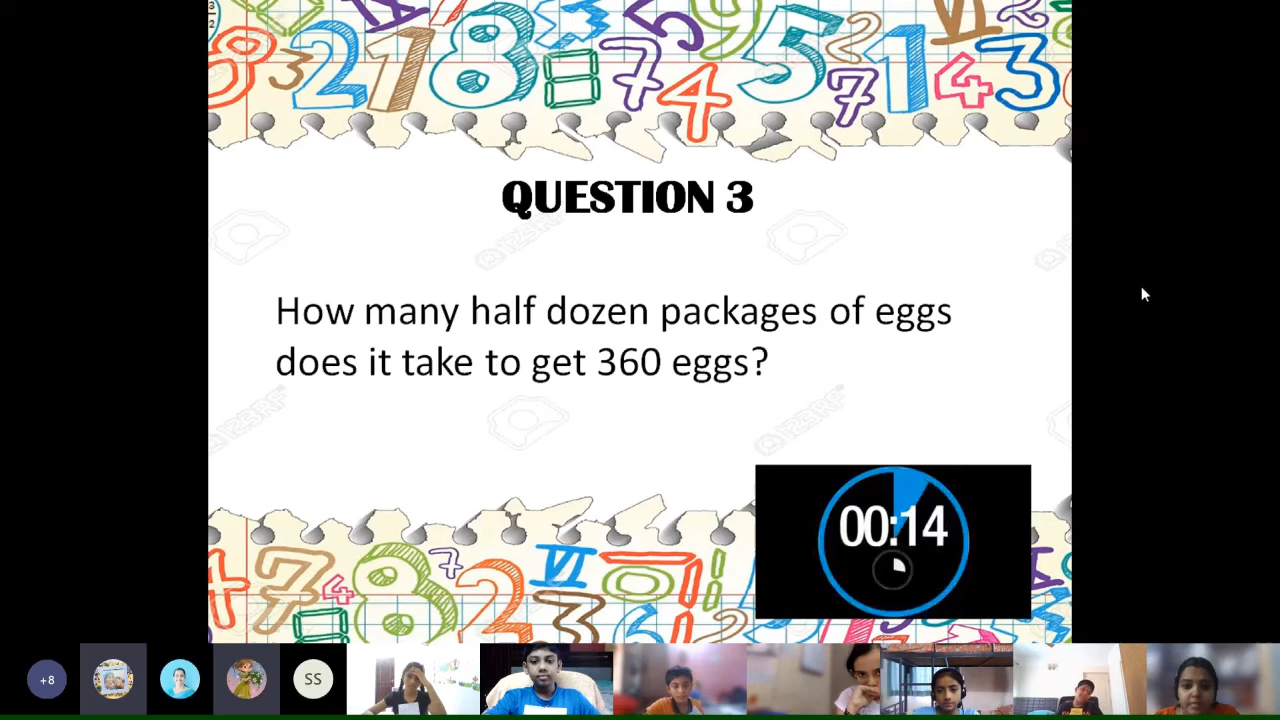 QUESTION 3
How many half dozen packages of eggs
does it take to get 360 eggs?
00:14
+8
SS